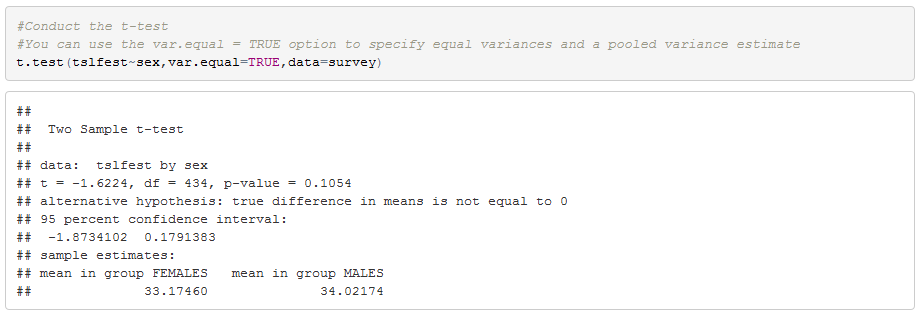 #Conduct the t-test
#You can use the var.equal = TRUE option to specify equal variances and a pooled variance estimate
t.test(tslfest~sex,var.equal=TRUE,data=survey)
##
##  Two Sample t-test
##
## data:  tslfest by sex
## t = -1.6224, df = 434, p-value = 0.1054
## alternative hypothesis: true difference in means is not equal to 0
## 95 percent confidence interval:
##  -1.8734102  0.1791383
## sample estimates:
## mean in group FEMALES   mean in group MALES
##              33.17460              34.02174